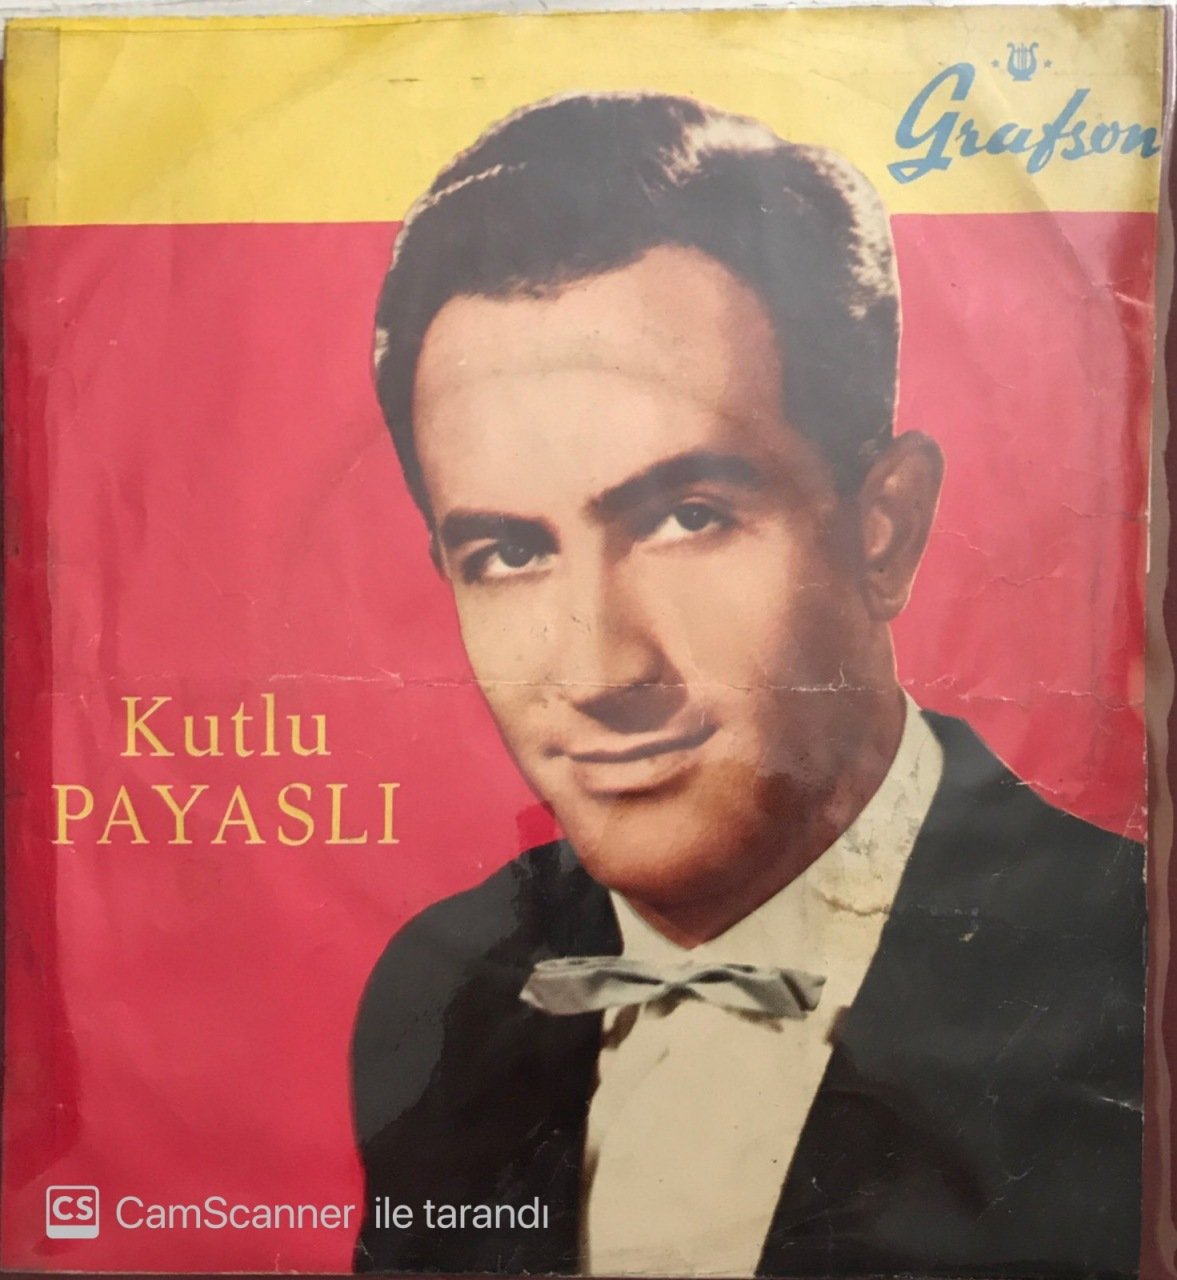 Grafson
Kutlu
PAYASLI
CS CamScanner ile tarandı